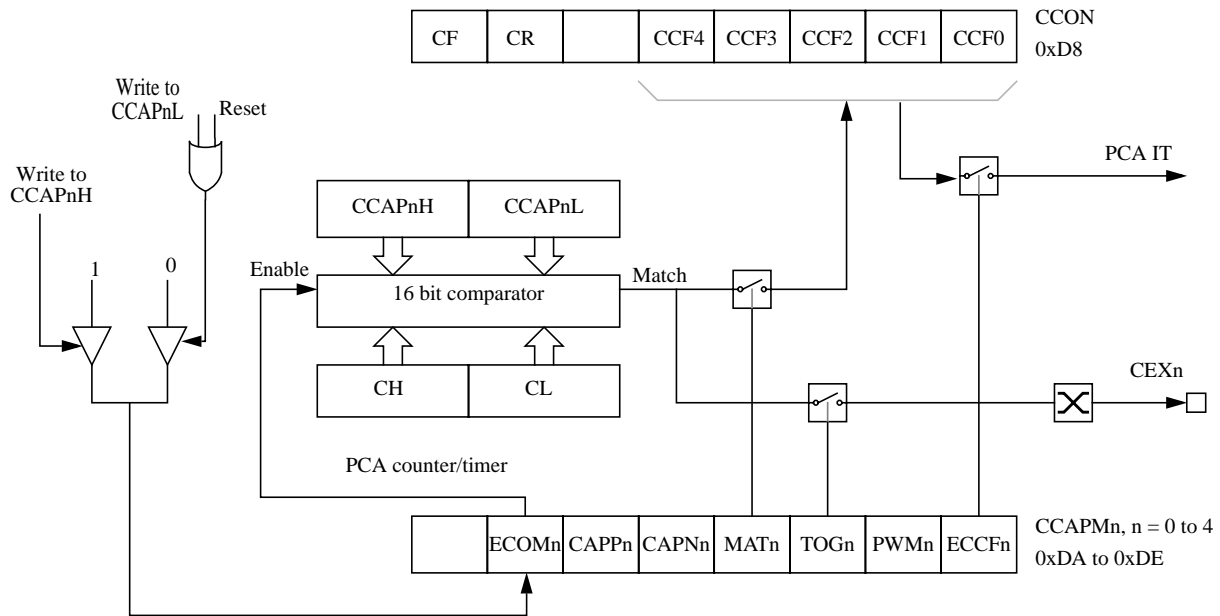 CF CR CCF4 CCF3 CCF2 CCF1 CCF0
CCON
0xD8
Write to
CCAPnL
Reset
Write to
CCAPnH
PCA IT
CCAPnH CCAPnL
1
0
Enable
16 bit comparator
Match
CH CL
CEXn
PCA counter/timer
ECOMn CAPPn CAPNn MATn TOGn PWMn ECCFn
CCAPMn, n = 0 to 4
0xDA to 0xDE